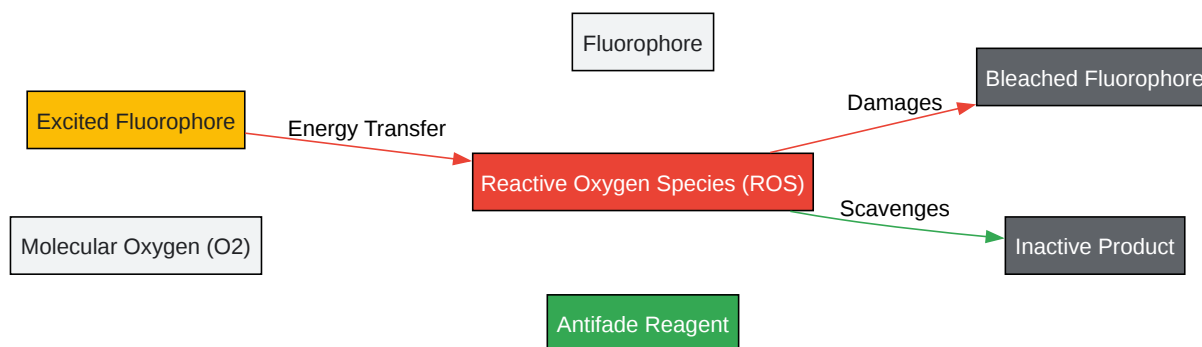 Fluorophore
Bleached Fluorophore
Damages
Excited Fluorophore
Energy Transfer
Reactive Oxygen Species (ROS)
Scavenges
Molecular Oxygen (O2)
Inactive Product
Antifade Reagent